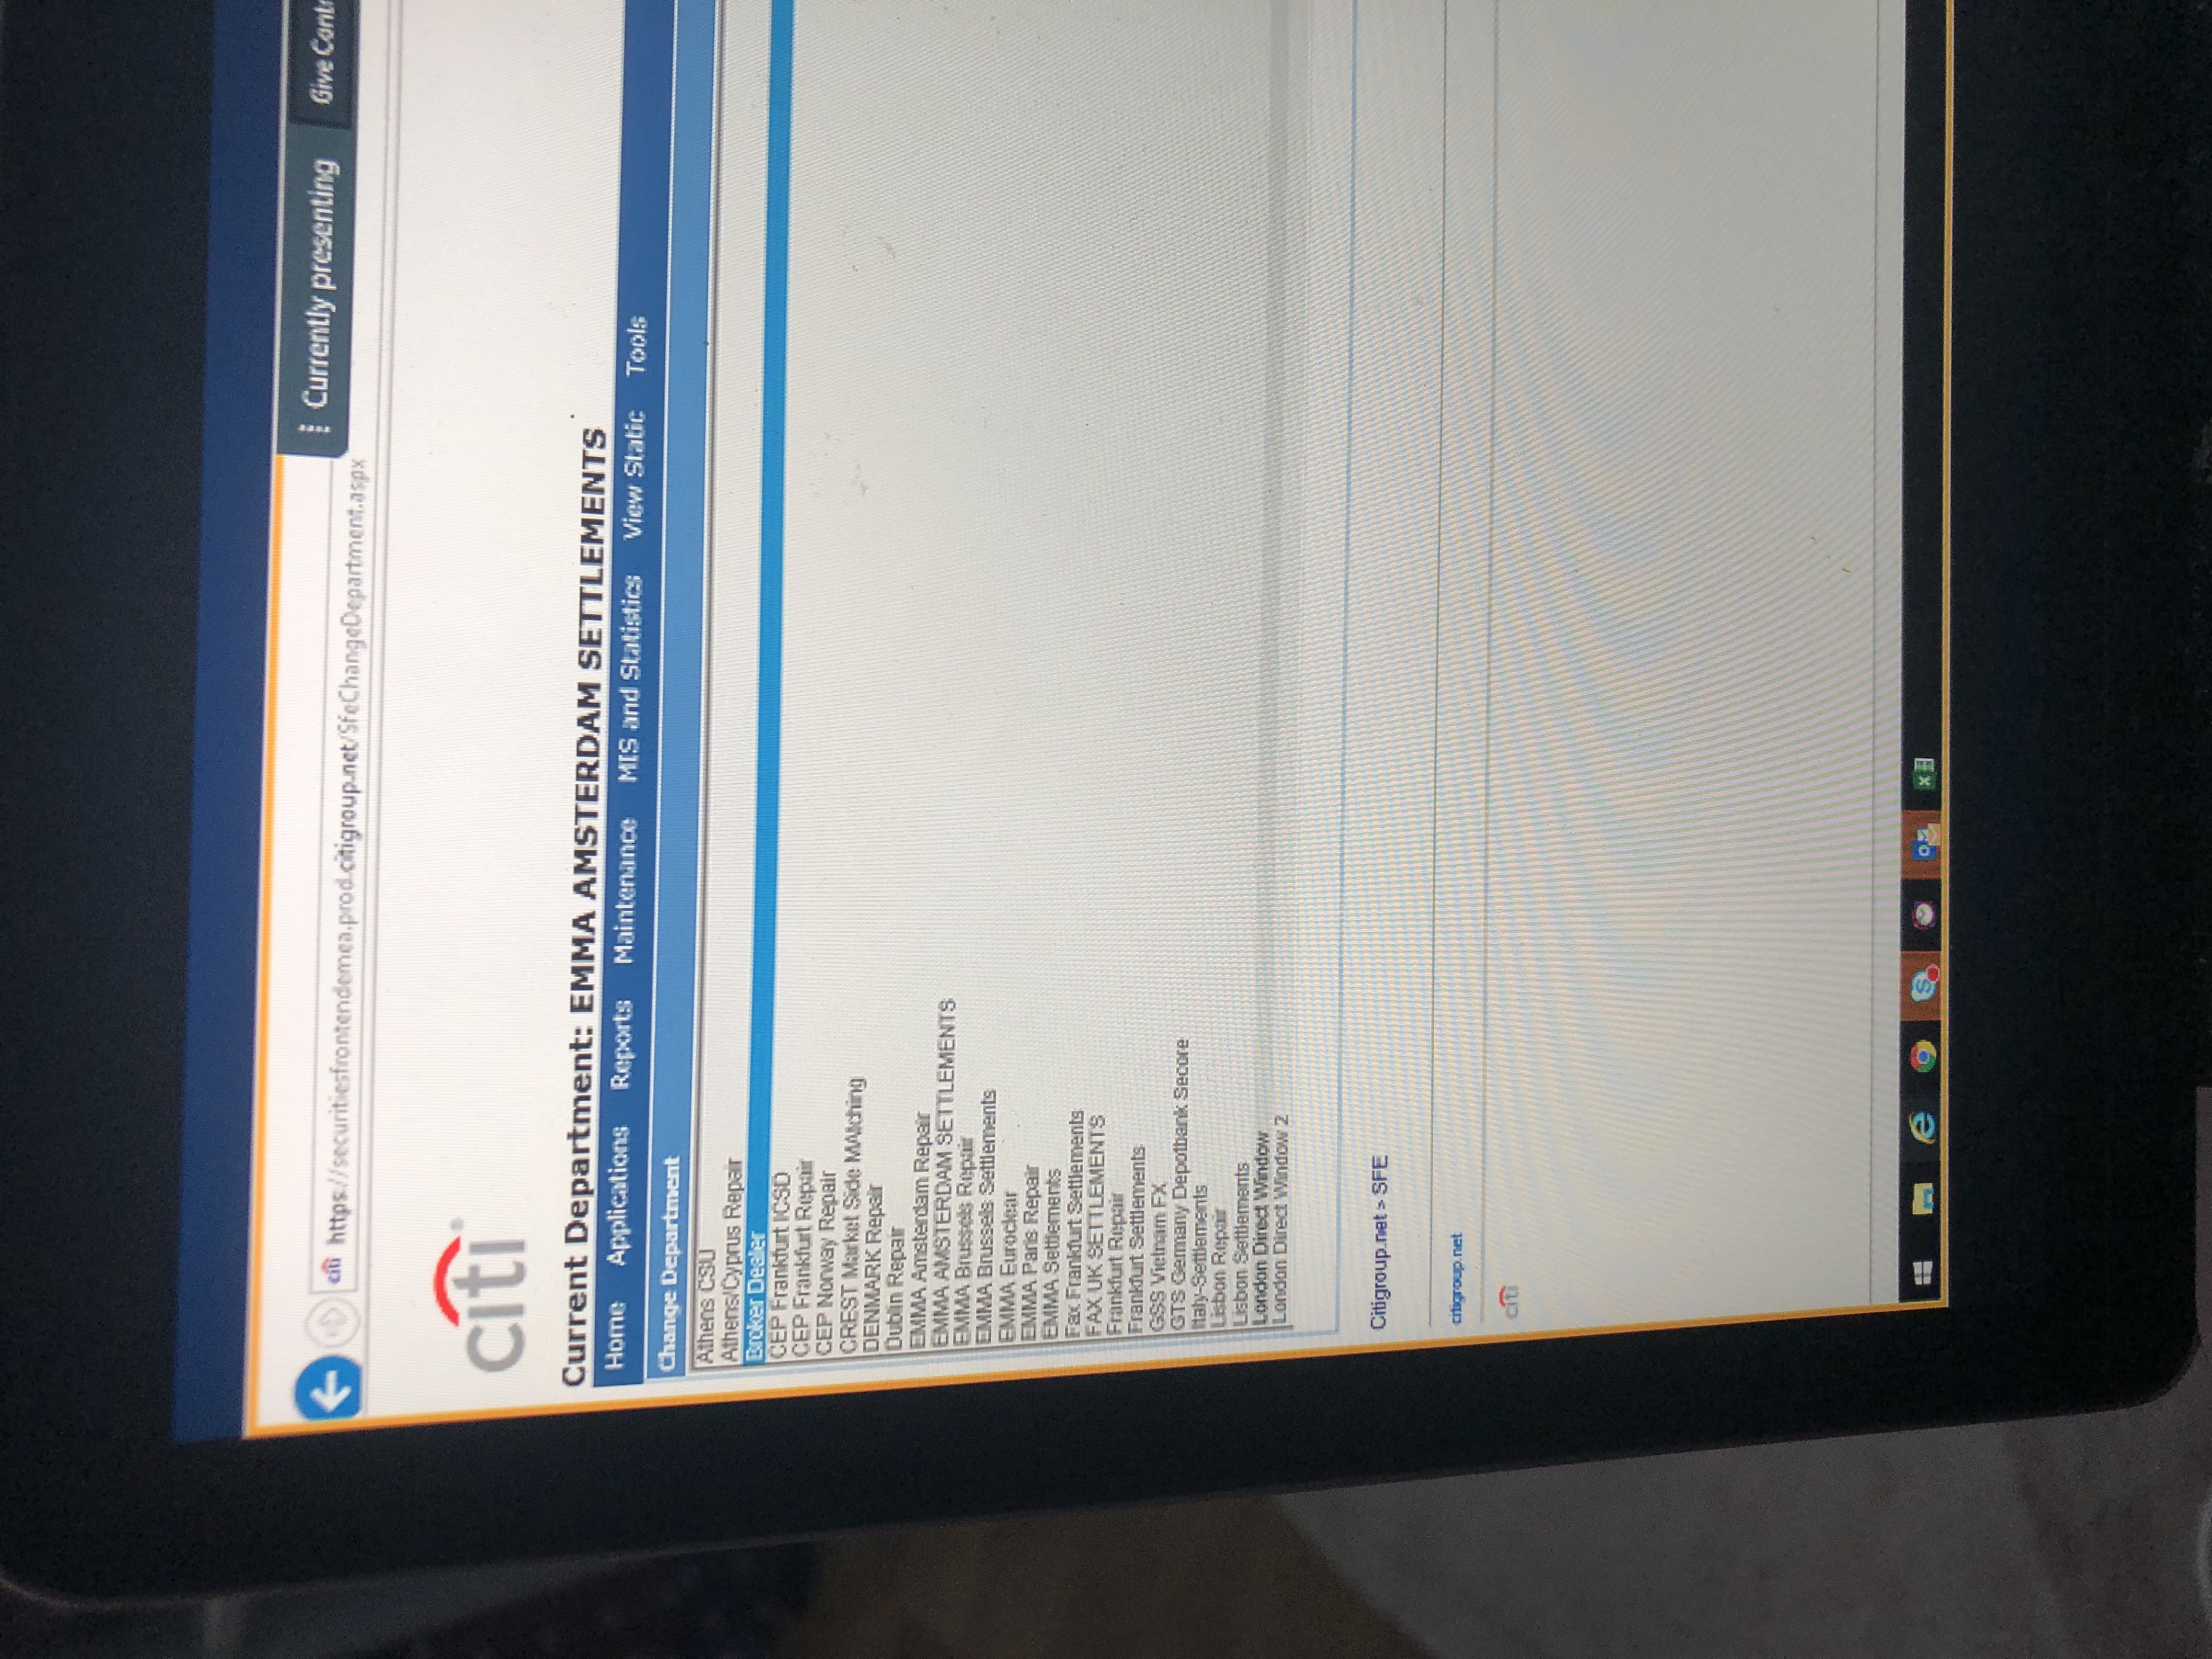 Currently presenting
Give Cont
citi https://securitiesfrontendemea.prod.citigroup.net/SfeChangeDepartment.aspx
citi®
Current Department: EMMA AMSTERDAM SETTLEMENTS
Home Applications Reports Maintenance MIS and Statistics View Static Tools
Change Department
Athens CSU
Athens/Cyprus Repair
Broker Dealer
CEP Frankfurt ICSD
CEP Frankfurt Repair
CEP Norway Repair
CREST Market Side MAtching
DENMARK Repair
Dublin Repair
EMMA Amsterdam Repair
EMMA AMSTERDAM SETTLEMENTS
EMMA Brussels Repair
EMMA Brussels Settlements
EMMA Euroclear
EMMA Paris Repair
EMMA Settlements
Fax Frankfurt Settlements
FAX UK SETTLEMENTS
Frankfurt Repair
Frankfurt Settlements
GSS Vietnam FX
GTS Germany Depotbank Secore
Italy-Settlements
Lisbon Repair
Lisbon Settlements
London Direct Window
London Direct Window 2
Citigroup.net > SFE
citigroup.net
citi